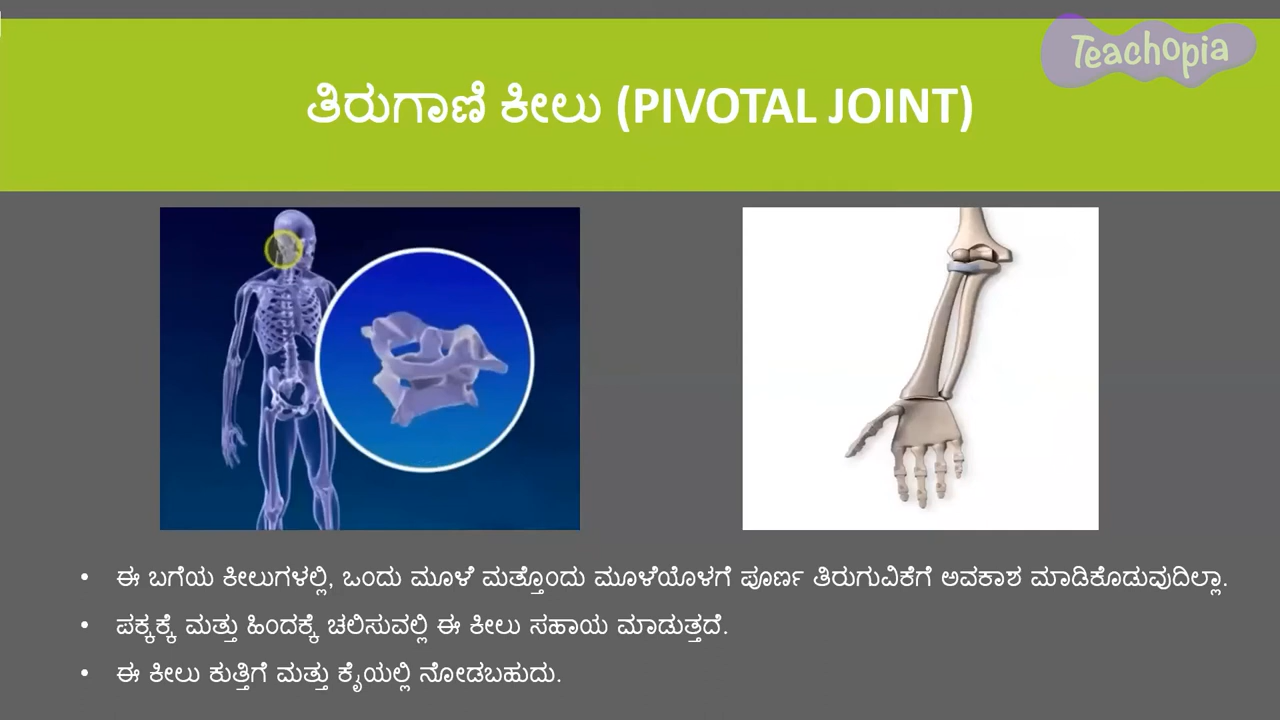 Teachopia
ತಿರುಗಾಣಿ ಕೀಲು (PIVOTAL JOINT)
• ಈ ಬಗೆಯ ಕೀಲುಗಳಲ್ಲಿ, ಒಂದು ಮೂಳೆ ಮತ್ತೊಂದು ಮೂಳೆಯೊಳಗೆ ಪೂರ್ಣ ತಿರುಗುವಿಕೆಗೆ ಅವಕಾಶ ಮಾಡಿಕೊಡುವುದಿಲ್ಲಾ.
• ಪಕ್ಕಕ್ಕೆ ಮತ್ತು ಹಿಂದಕ್ಕೆ ಚಲಿಸುವಲ್ಲಿ ಈ ಕೀಲು ಸಹಾಯ ಮಾಡುತ್ತದೆ.
• ಈ ಕೀಲು ಕುತ್ತಿಗೆ ಮತ್ತು ಕೈಯಲ್ಲಿ ನೋಡಬಹುದು.